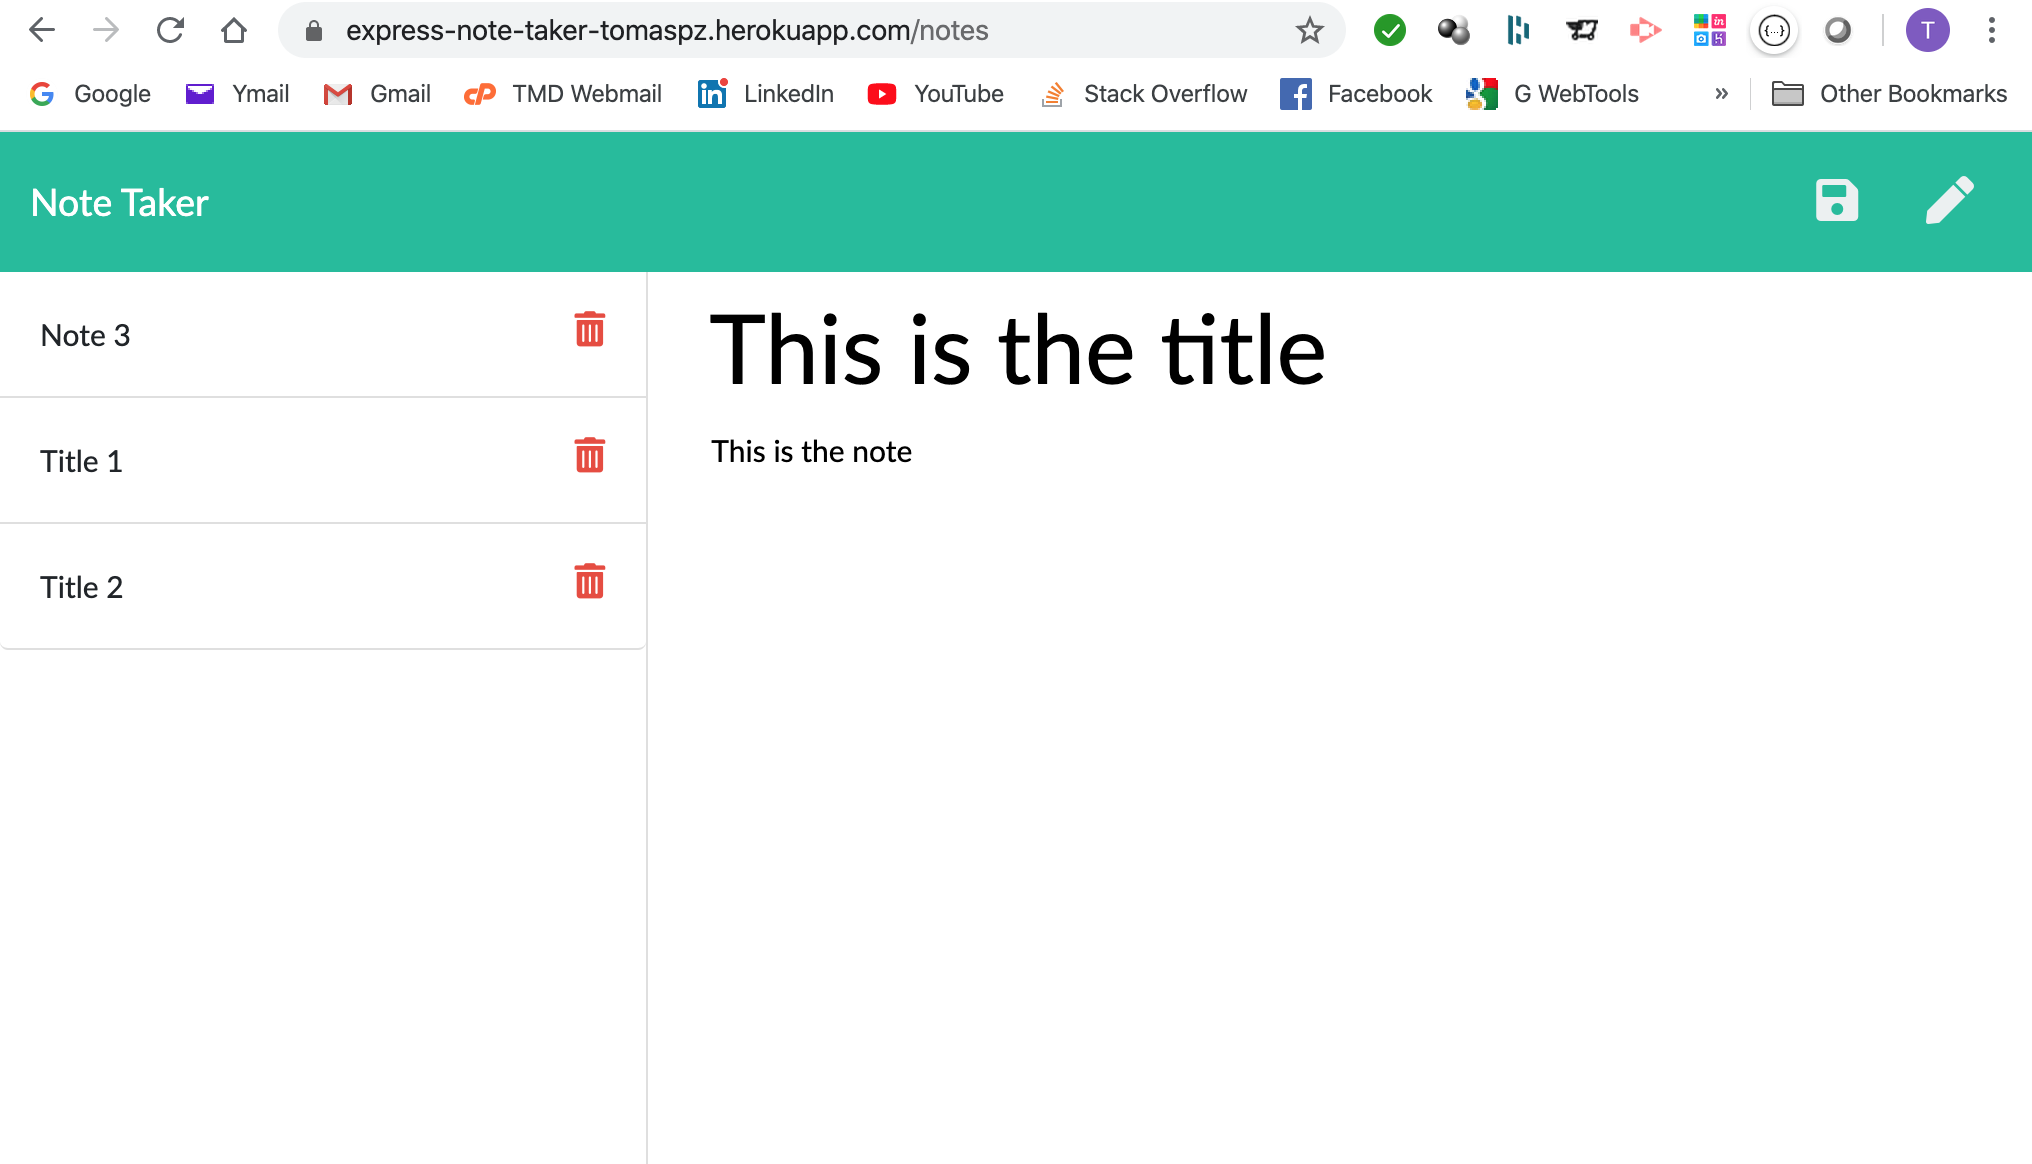 express-note-taker-tomaspz.herokuapp.com/notes
T
Google Ymail Gmail TMD Webmail LinkedIn YouTube Stack Overflow Facebook G WebTools » Other Bookmarks
Note Taker
Note 3
Title 1
Title 2
This is the title
This is the note